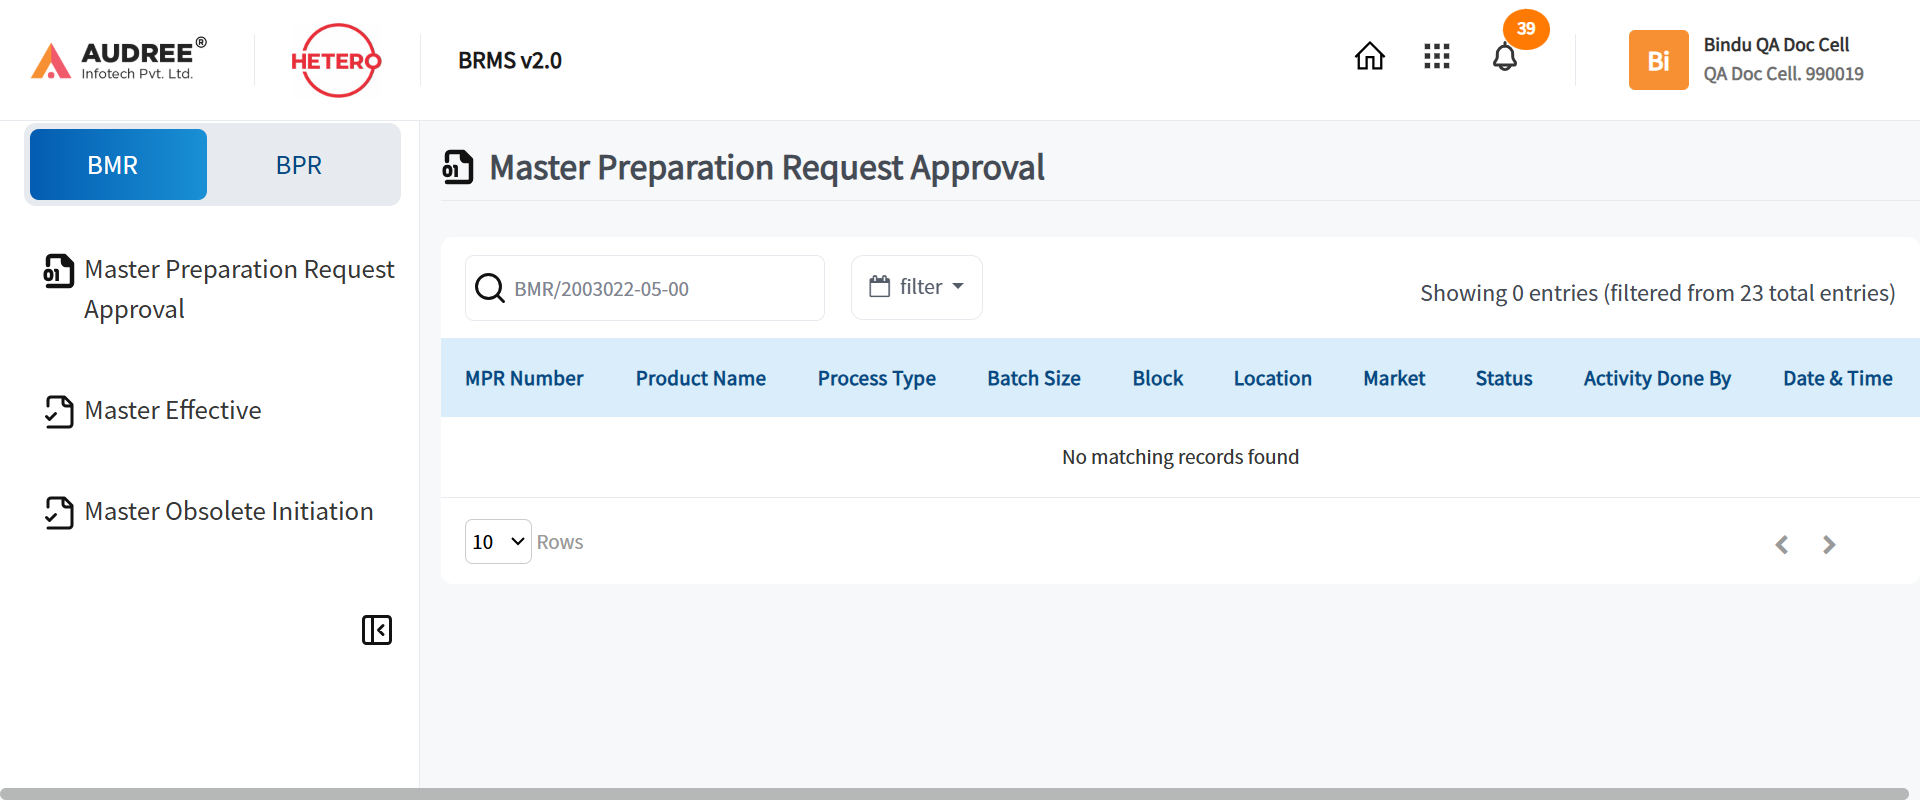 AUDREE®
Infotech Pvt. Ltd.
HETERO
BRMS v2.0
39
Bi
Bindu QA Doc Cell
QA Doc Cell. 990019
BMR
BPR
Master Preparation Request
Approval
Master Effective
Master Obsolete Initiation
01
Master Preparation Request Approval
01
BMR/2003022-05-00
filter
Showing 0 entries (filtered from 23 total entries)
MPR Number Product Name Process Type Batch Size Block Location Market Status Activity Done By Date & Time
No matching records found
10 Rows